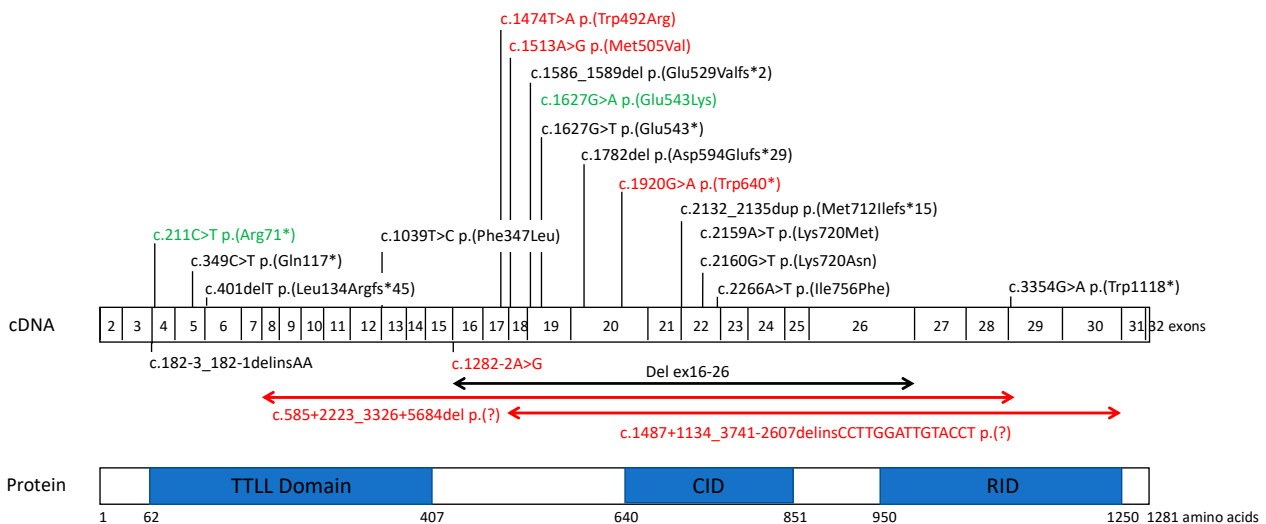 c.1474T>A p.(Trp492Arg)
c.1513A>G p.(Met505Val)
c.1586_1589del p.(Glu529Valfs*2)
c.1627G>A p.(Glu543Lys)
c.1627G>T p.(Glu543*)
c.1782del p.(Asp594Glufs*29)
c.1920G>A p.(Trp640*)
c.2132_2135dup p.(Met712Ilefs*15)
c.211C>T p.(Arg71*)
c.1039T>C p.(Phe347Leu)
c.2159A>T p.(Lys720Met)
c.349C>T p.(Gln117*)
c.2160G>T p.(Lys720Asn)
c.401delT p.(Leu134Argfs*45)
c.2266A>T p.(Ile756Phe)
c.3354G>A p.(Trp1118*)
cDNA 2 3 4 5 6 7 8 9 10 11 12 13 14 15 16 17 18 19 20 21 22 23 24 25 26 27 28 29 30 31 32 exons
c.182-3_182-1delinsAA
c.1282-2A>G
Del ex16-26
c.585+2223_3326+5684del p.(?)
c.1487+1134_3741-2607delinsCCTTGGATTGTACCT p.(?)
Protein TTLL Domain CID RID
1 62 407 640 851 950 1250 1281 amino acids